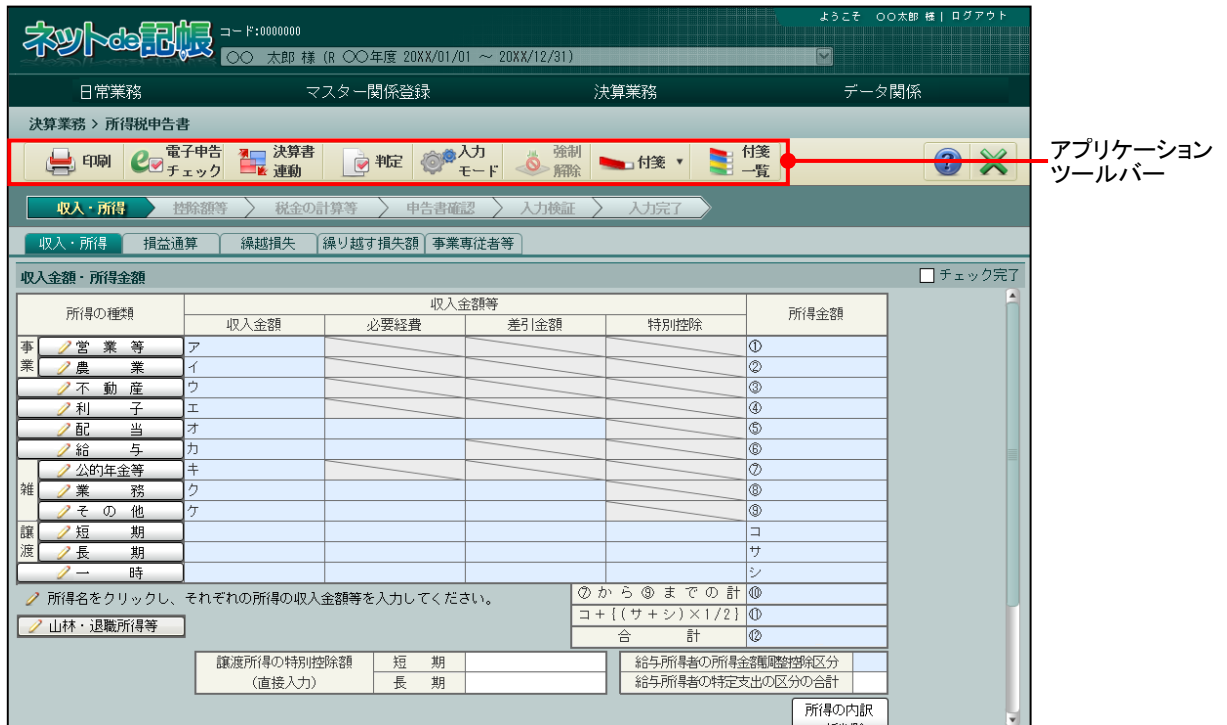 ようこそ 〇〇太郎 様 | ログアウト
ネットde記帳
コード:0000000
〇〇 太郎 様 (R 〇〇年度 20XX/01/01 ～ 20XX/12/31)
日常業務 マスター関係登録 決算業務 データ関係
決算業務 > 所得税申告書
印刷 電子申告チェック 決算書連動 判定 入力モード 強制解除 付箋 ▼ 付箋一覧 ?
アプリケーション
ツールバー
収入・所得 控除額等 税金の計算等 申告書確認 入力検証 入力完了
収入・所得 損益通算 繰越損失 繰り越す損失額 事業専従者等
収入金額・所得金額 チェック完了
所得の種類 収入金額等 所得金額
収入金額 必要経費 差引金額 特別控除
事業 営業等 ア ①
農業 イ ②
不動産 ウ ③
利子 エ ④
配当 オ ⑤
給与 カ ⑥
雑 公的年金等 キ ⑦
業務 ク ⑧
その他 ケ ⑨
譲渡 短期 コ
長期 サ
一時 シ
所得名をクリックし、それぞれの所得の収入金額等を入力してください。 ⑦から⑨までの計 ⑩
コ+{(サ+シ)×1/2} ⑪
山林・退職所得等 合計 ⑫
譲渡所得の特別控除額 短期 給与所得者の所得金額調整控除区分
(直接入力) 長期 給与所得者の特定支出の区分の合計
所得の内訳